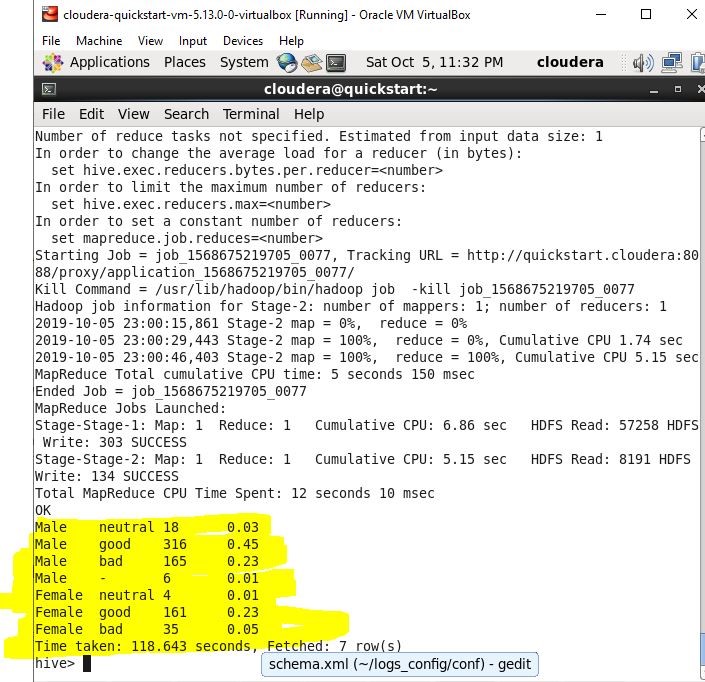 cloudera-quickstart-vm-5.13.0-0-virtualbox [Running] - Oracle VM VirtualBox
File Machine View Input Devices Help
Applications Places System Sat Oct 5, 11:32 PM cloudera
cloudera@quickstart:~
File Edit View Search Terminal Help
Number of reduce tasks not specified. Estimated from input data size: 1
In order to change the average load for a reducer (in bytes):
  set hive.exec.reducers.bytes.per.reducer=<number>
In order to limit the maximum number of reducers:
  set hive.exec.reducers.max=<number>
In order to set a constant number of reducers:
  set mapreduce.job.reduces=<number>
Starting Job = job_1568675219705_0077, Tracking URL = http://quickstart.cloudera:80
88/proxy/application_1568675219705_0077/
Kill Command = /usr/lib/hadoop/bin/hadoop job  -kill job_1568675219705_0077
Hadoop job information for Stage-2: number of mappers: 1; number of reducers: 1
2019-10-05 23:00:15,861 Stage-2 map = 0%,  reduce = 0%
2019-10-05 23:00:29,443 Stage-2 map = 100%,  reduce = 0%, Cumulative CPU 1.74 sec
2019-10-05 23:00:46,403 Stage-2 map = 100%,  reduce = 100%, Cumulative CPU 5.15 sec
MapReduce Total cumulative CPU time: 5 seconds 150 msec
Ended Job = job_1568675219705_0077
MapReduce Jobs Launched:
Stage-Stage-1: Map: 1  Reduce: 1   Cumulative CPU: 6.86 sec   HDFS Read: 57258 HDFS
 Write: 303 SUCCESS
Stage-Stage-2: Map: 1  Reduce: 1   Cumulative CPU: 5.15 sec   HDFS Read: 8191 HDFS
Write: 134 SUCCESS
Total MapReduce CPU Time Spent: 12 seconds 10 msec
OK
Male neutral 18 0.03
Male good 316 0.45
Male bad 165 0.23
Male - 6 0.01
Female neutral 4 0.01
Female good 161 0.23
Female bad 35 0.05
Time taken: 118.643 seconds, Fetched: 7 row(s)
hive>
schema.xml (~/logs_config/conf) - gedit